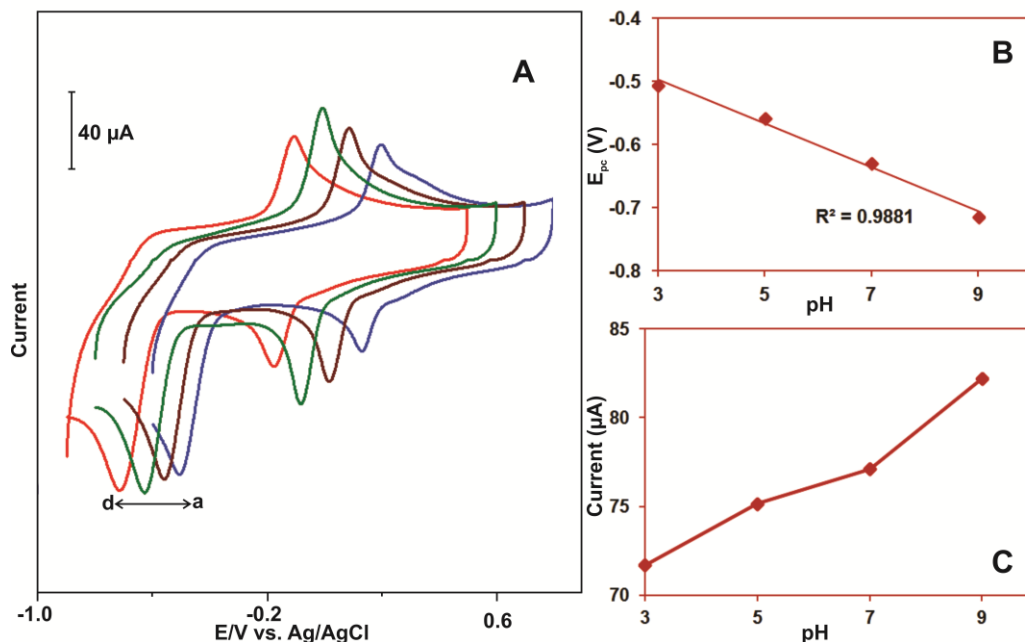 A
40 µA
Current
d
a
-1.0
-0.2
0.6
E/V vs. Ag/AgCl
B
-0.4
-0.5
-0.6
-0.7
-0.8
Epc (V)
R² = 0.9881
3 5 7 9
pH
C
85
80
75
70
Current (µA)
3 5 7 9
pH